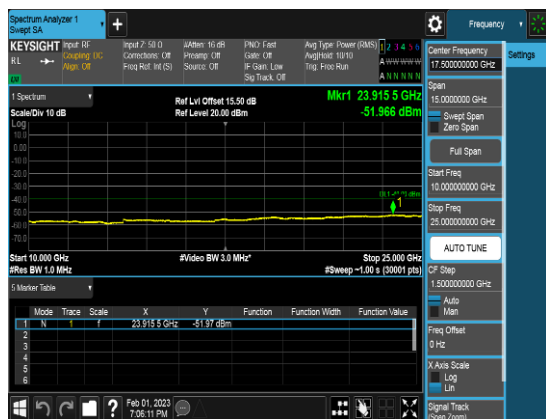 Spectrum Analyzer 1
Swept SA
+
Frequency
KEYSIGHT
RL
Input: RF
Coupling: DC
Align: Off
Input Z: 50 Ω
Corrections: Off
Freq Ref: Int (S)
#Atten: 16 dB
Preamp: Off
Source: Off
PNO: Fast
Gate: Off
IF Gain: Low
Sig Track: Off
Avg Type: Power (RMS)
Avg|Hold: 10/10
Trig: Free Run
1 2 3 4 5 6
A WWWWW
A N N N N N
1 Spectrum
Scale/Div 10 dB
Ref Lvl Offset 15.50 dB
Ref Level 20.00 dBm
Mkr1 23.915 5 GHz
-51.966 dBm
Log
10.0
0.00
-10.0
-20.0
-30.0
-40.0
-50.0
-60.0
-70.0
1
Start 10.000 GHz
#Res BW 1.0 MHz
#Video BW 3.0 MHz*
Stop 25.000 GHz
#Sweep ~1.00 s (30001 pts)
5 Marker Table
Mode Trace Scale X Y Function Function Width Function Value
1 N 1 f 23.915 5 GHz -51.97 dBm
2
3
4
5
6
Feb 01, 2023
7:06:11 PM
Center Frequency
17.500000000 GHz
Span
15.0000000 GHz
Swept Span
Zero Span
Full Span
Start Freq
10.000000000 GHz
Stop Freq
25.000000000 GHz
AUTO TUNE
CF Step
1.500000000 GHz
Auto
Man
Freq Offset
0 Hz
X Axis Scale
Log
Lin
Signal Track
(Span Zoom)
Settings